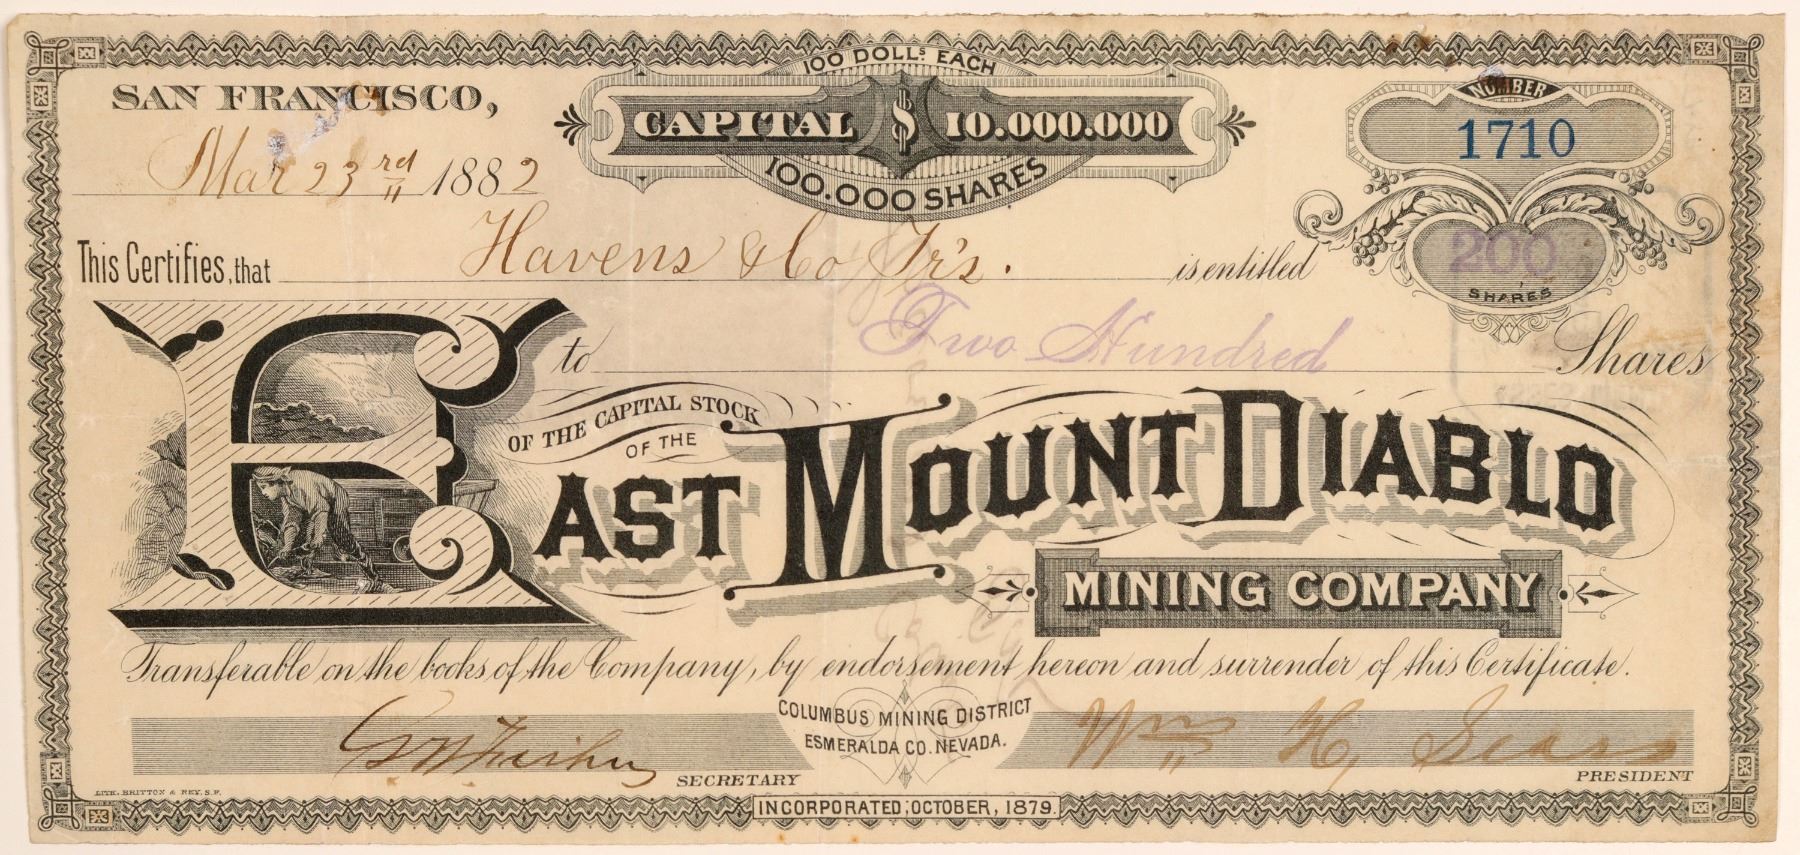 100 DOLLS. EACH
SAN FRANCISCO,
CAPITAL $ 10.000.000
100.000 SHARES
NUMBER
1710
Mar 23rd 1882
This Certifies, that Havens & Co Tr's. is entitled
200
SHARES
to Two Hundred Shares
OF THE CAPITAL STOCK
OF THE
EAST MOUNT DIABLO
MINING COMPANY
Transferable on the books of the Company, by endorsement hereon and surrender of this Certificate.
COLUMBUS MINING DISTRICT
ESMERALDA CO. NEVADA.
Wm H. Sears
SECRETARY
PRESIDENT
LITH. BRITTON & REY. S.F.
INCORPORATED, OCTOBER, 1879.